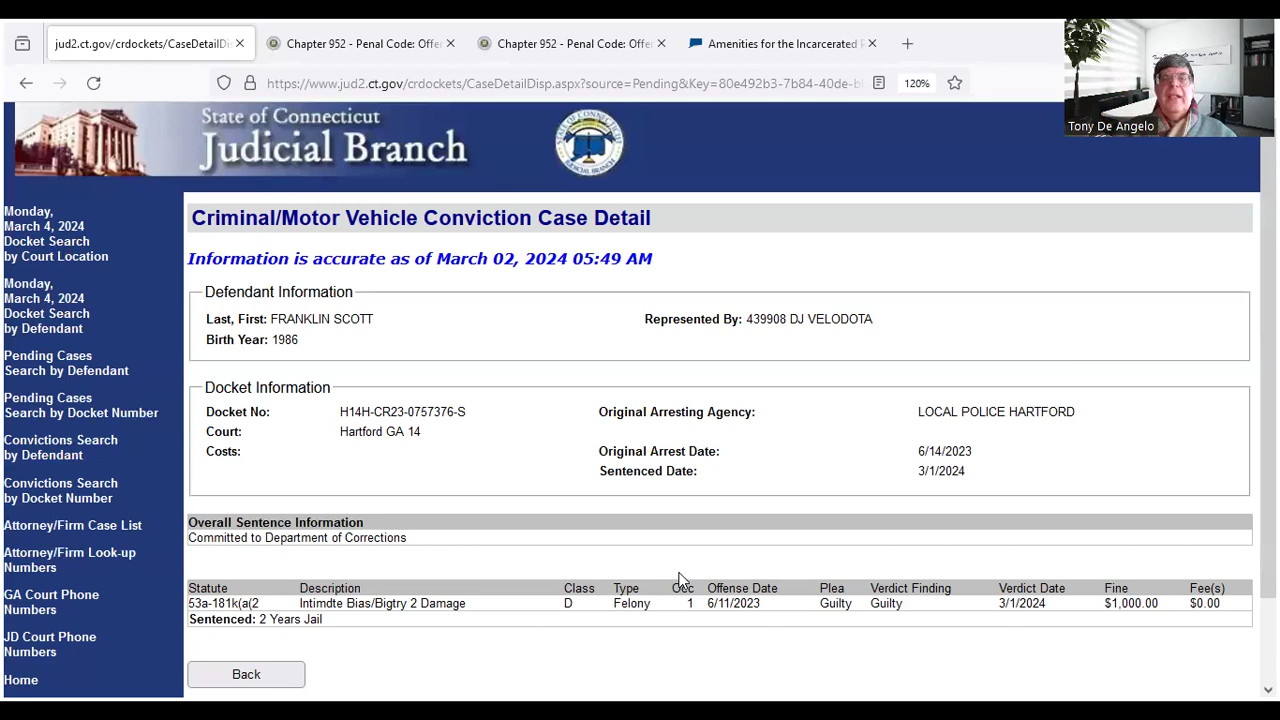 jud2.ct.gov/crdockets/CaseDetailDis
Chapter 952 - Penal Code: Offe
Chapter 952 - Penal Code: Offe
Amenities for the Incarcerated
https://www.jud2.ct.gov/crdockets/CaseDetailDisp.aspx?source=Pending&Key=80e492b3-7b84-40de-b
120%
Tony De Angelo
State of Connecticut
Judicial Branch
Monday,
March 4, 2024
Docket Search
by Court Location
Monday,
March 4, 2024
Docket Search
by Defendant
Pending Cases
Search by Defendant
Pending Cases
Search by Docket Number
Convictions Search
by Defendant
Convictions Search
by Docket Number
Attorney/Firm Case List
Attorney/Firm Look-up
Numbers
GA Court Phone
Numbers
JD Court Phone
Numbers
Home
Criminal/Motor Vehicle Conviction Case Detail
Information is accurate as of March 02, 2024 05:49 AM
Defendant Information
Last, First: FRANKLIN SCOTT Represented By: 439908 DJ VELODOTA
Birth Year: 1986
Docket Information
Docket No: H14H-CR23-0757376-S Original Arresting Agency: LOCAL POLICE HARTFORD
Court: Hartford GA 14
Costs: Original Arrest Date: 6/14/2023
Sentenced Date: 3/1/2024
Overall Sentence Information
Committed to Department of Corrections
Statute Description Class Type Occ Offense Date Plea Verdict Finding Verdict Date Fine Fee(s)
53a-181k(a(2 Intimdte Bias/Bigtry 2 Damage D Felony 1 6/11/2023 Guilty Guilty 3/1/2024 $1,000.00 $0.00
Sentenced: 2 Years Jail
Back